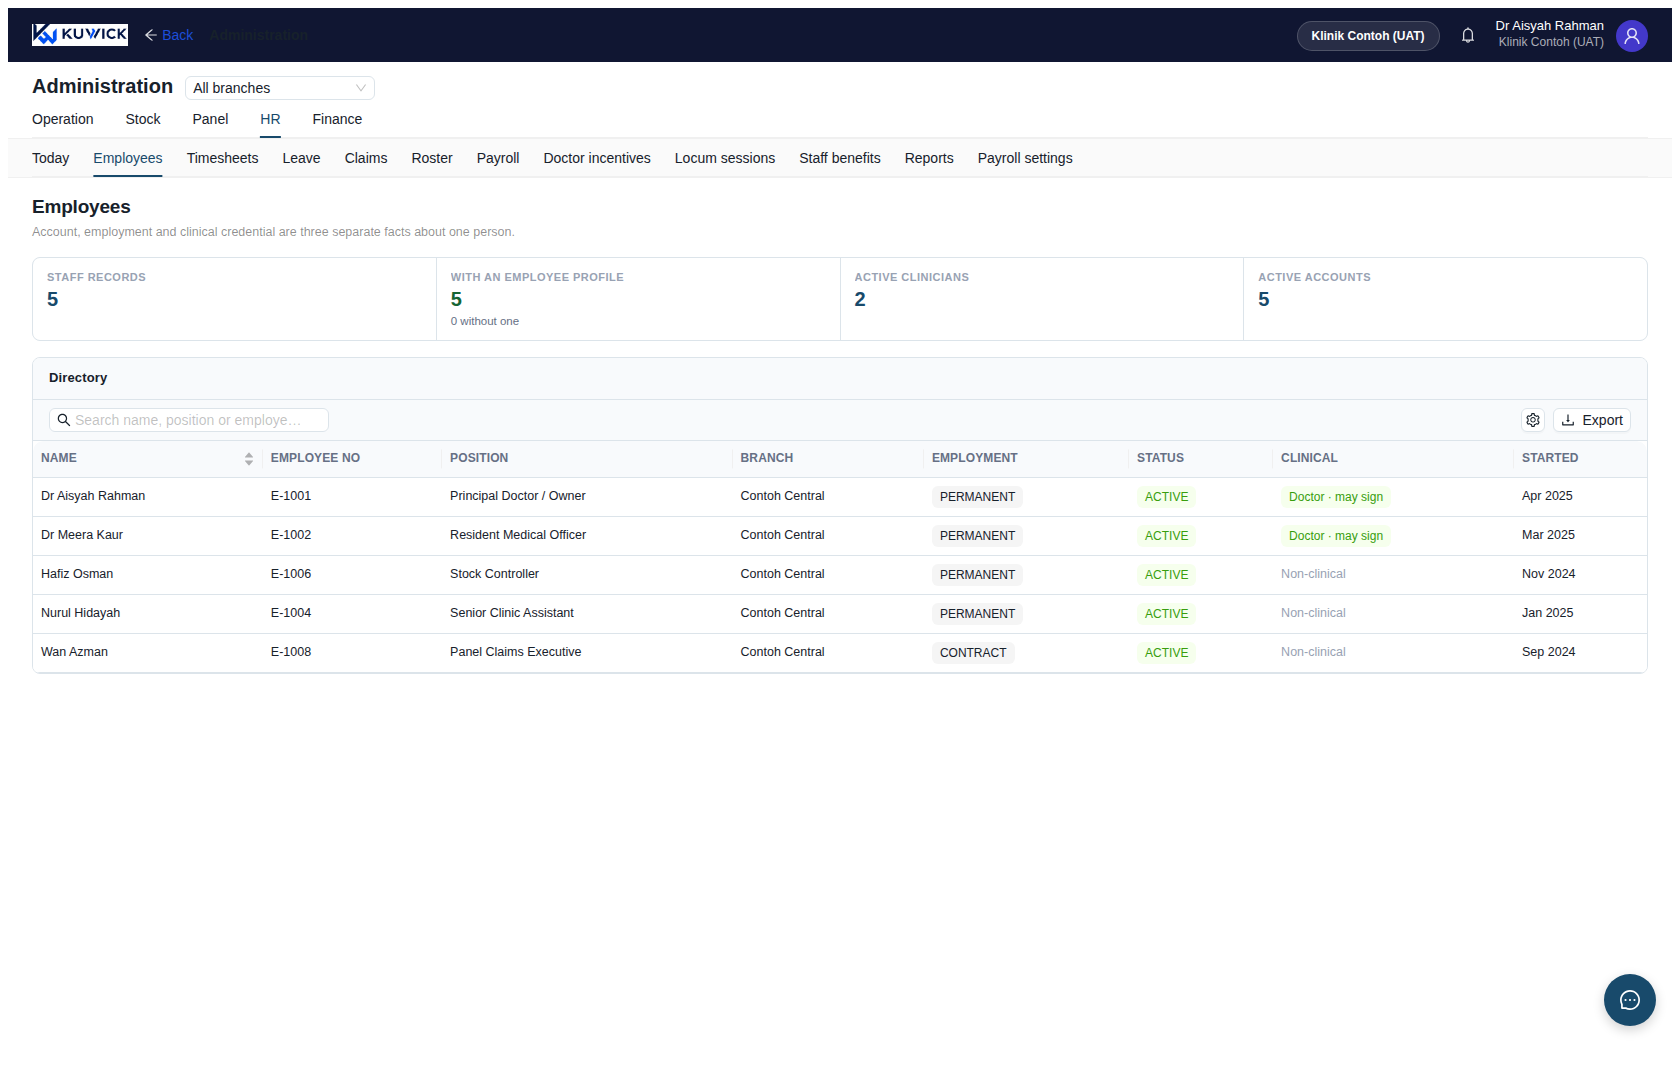 KUWICK
Back Administration
Klinik Contoh (UAT)
Dr Aisyah Rahman
Klinik Contoh (UAT)
Administration
All branches
Operation Stock Panel HR Finance
Today Employees Timesheets Leave Claims Roster Payroll Doctor incentives Locum sessions Staff benefits Reports Payroll settings
Employees
Account, employment and clinical credential are three separate facts about one person.
STAFF RECORDS
5
WITH AN EMPLOYEE PROFILE
5
0 without one
ACTIVE CLINICIANS
2
ACTIVE ACCOUNTS
5
Directory
Search name, position or employe…
Export
NAME EMPLOYEE NO POSITION BRANCH EMPLOYMENT STATUS CLINICAL STARTED
Dr Aisyah Rahman E-1001 Principal Doctor / Owner Contoh Central PERMANENT ACTIVE Doctor · may sign Apr 2025
Dr Meera Kaur E-1002 Resident Medical Officer Contoh Central PERMANENT ACTIVE Doctor · may sign Mar 2025
Hafiz Osman E-1006 Stock Controller Contoh Central PERMANENT ACTIVE Non-clinical Nov 2024
Nurul Hidayah E-1004 Senior Clinic Assistant Contoh Central PERMANENT ACTIVE Non-clinical Jan 2025
Wan Azman E-1008 Panel Claims Executive Contoh Central CONTRACT ACTIVE Non-clinical Sep 2024